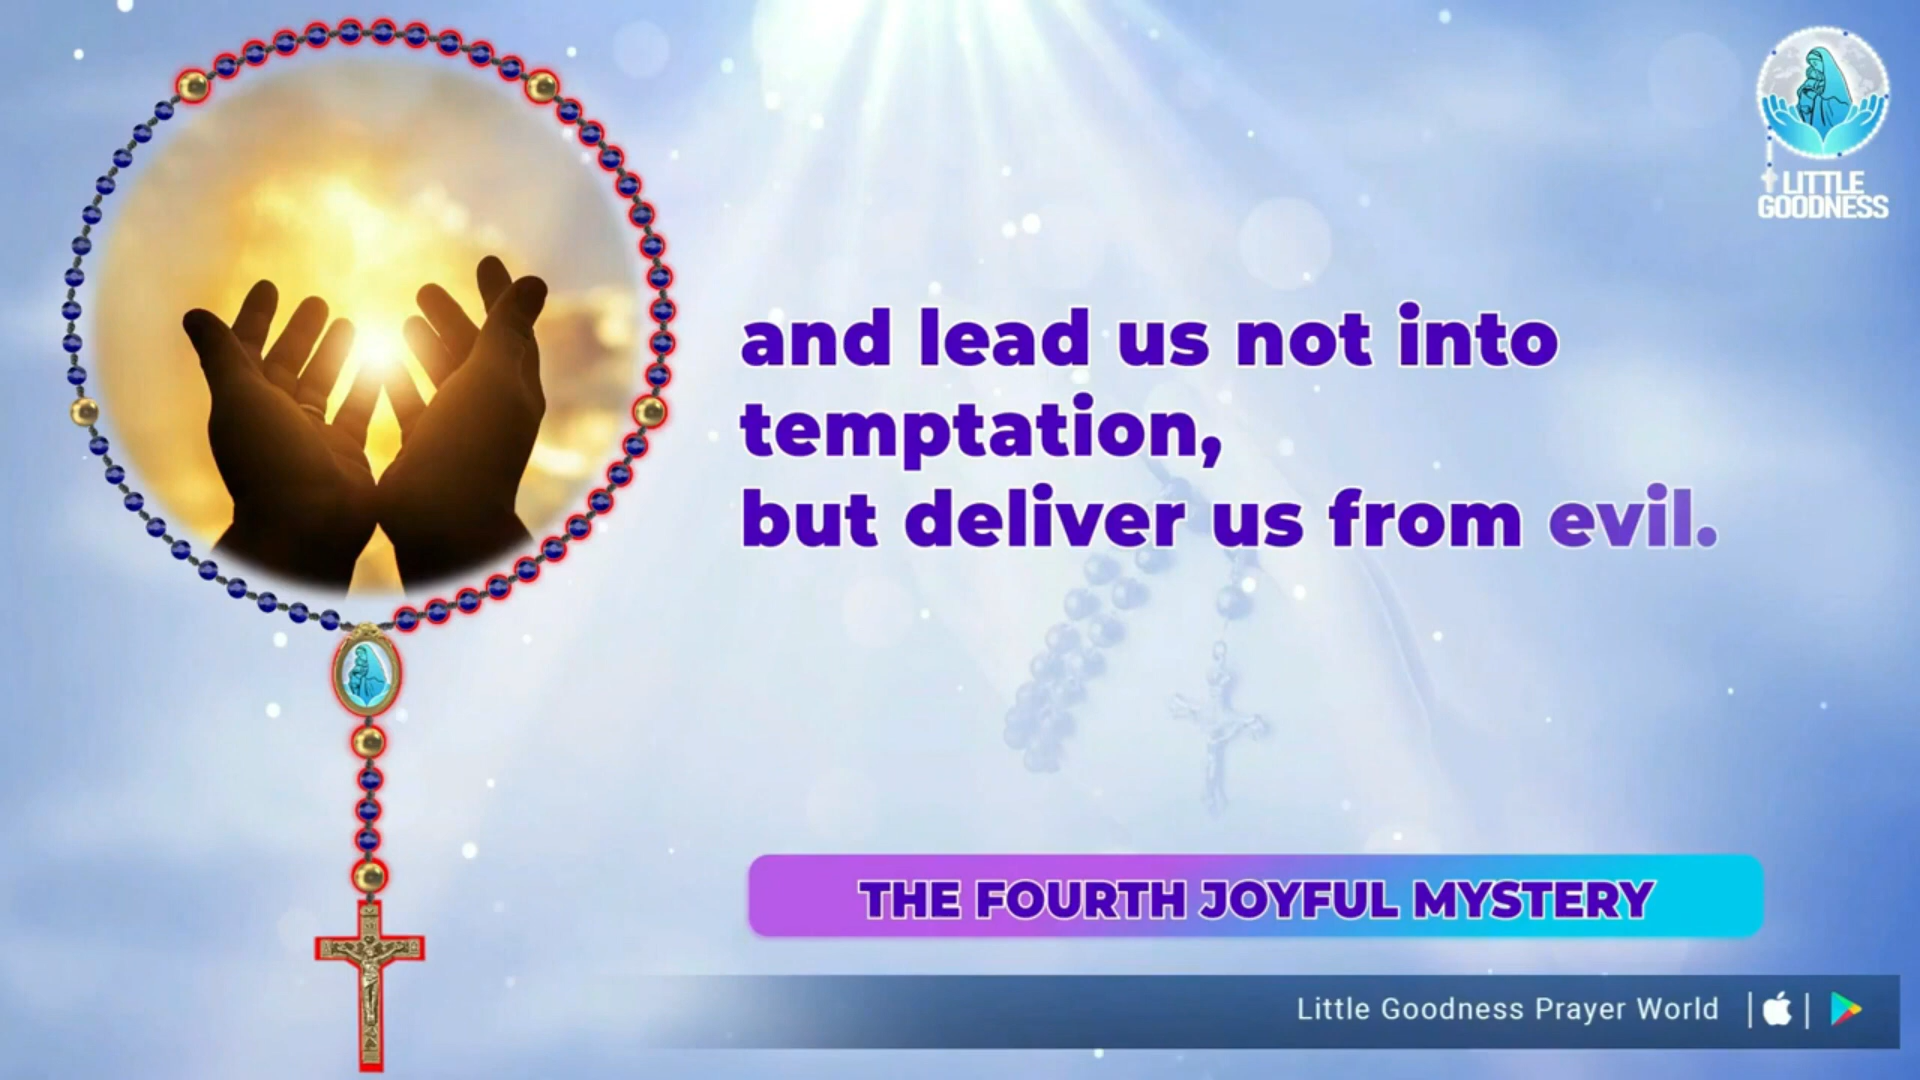 LITTLE
GOODNESS
and lead us not into
temptation,
but deliver us from evil.
THE FOURTH JOYFUL MYSTERY
Little Goodness Prayer World